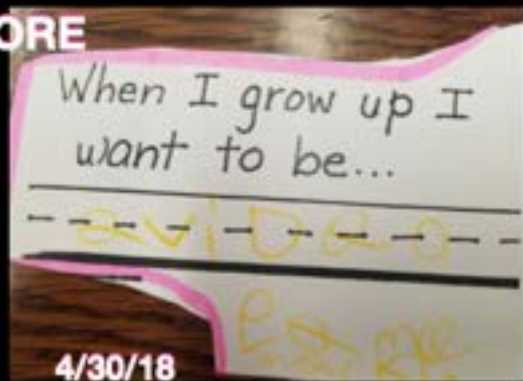 ORE
When I grow up I
want to be...
aviDeo
4/30/18